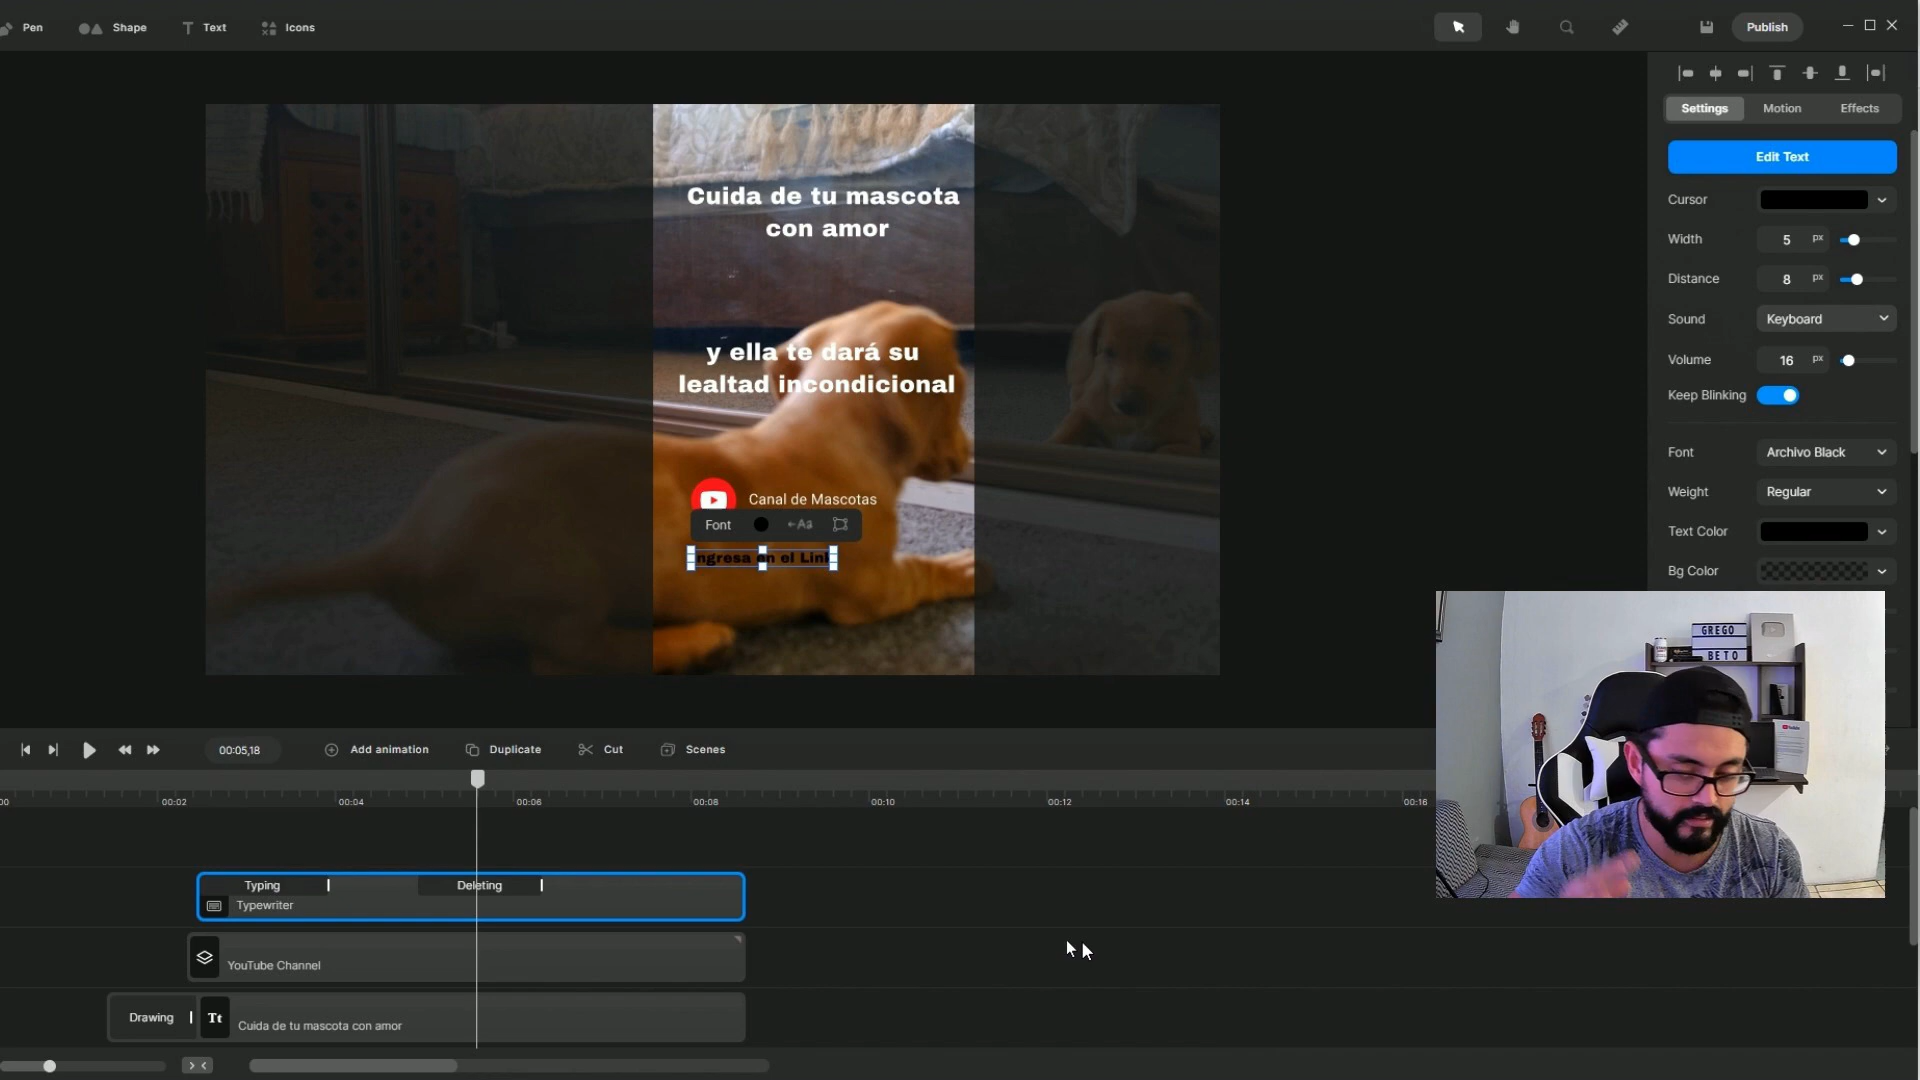 Pen
Shape
Text
Icons
Publish
Settings
Motion
Effects
Edit Text
Cursor
Width
5 px
Distance
8 px
Sound
Keyboard
Volume
16 px
Keep Blinking
Font
Archivo Black
Weight
Regular
Text Color
Bg Color
Cuida de tu mascota
con amor
y ella te dará su
lealtad incondicional
Canal de Mascotas
Font
Aa
ngresa en el Lin
GREGO
BETO
00:05,18
Add animation
Duplicate
Cut
Scenes
00:02
00:04
00:06
00:08
00:10
00:12
00:14
00:16
Typing
Deleting
Typewriter
YouTube Channel
Drawing
Tt
Cuida de tu mascota con amor